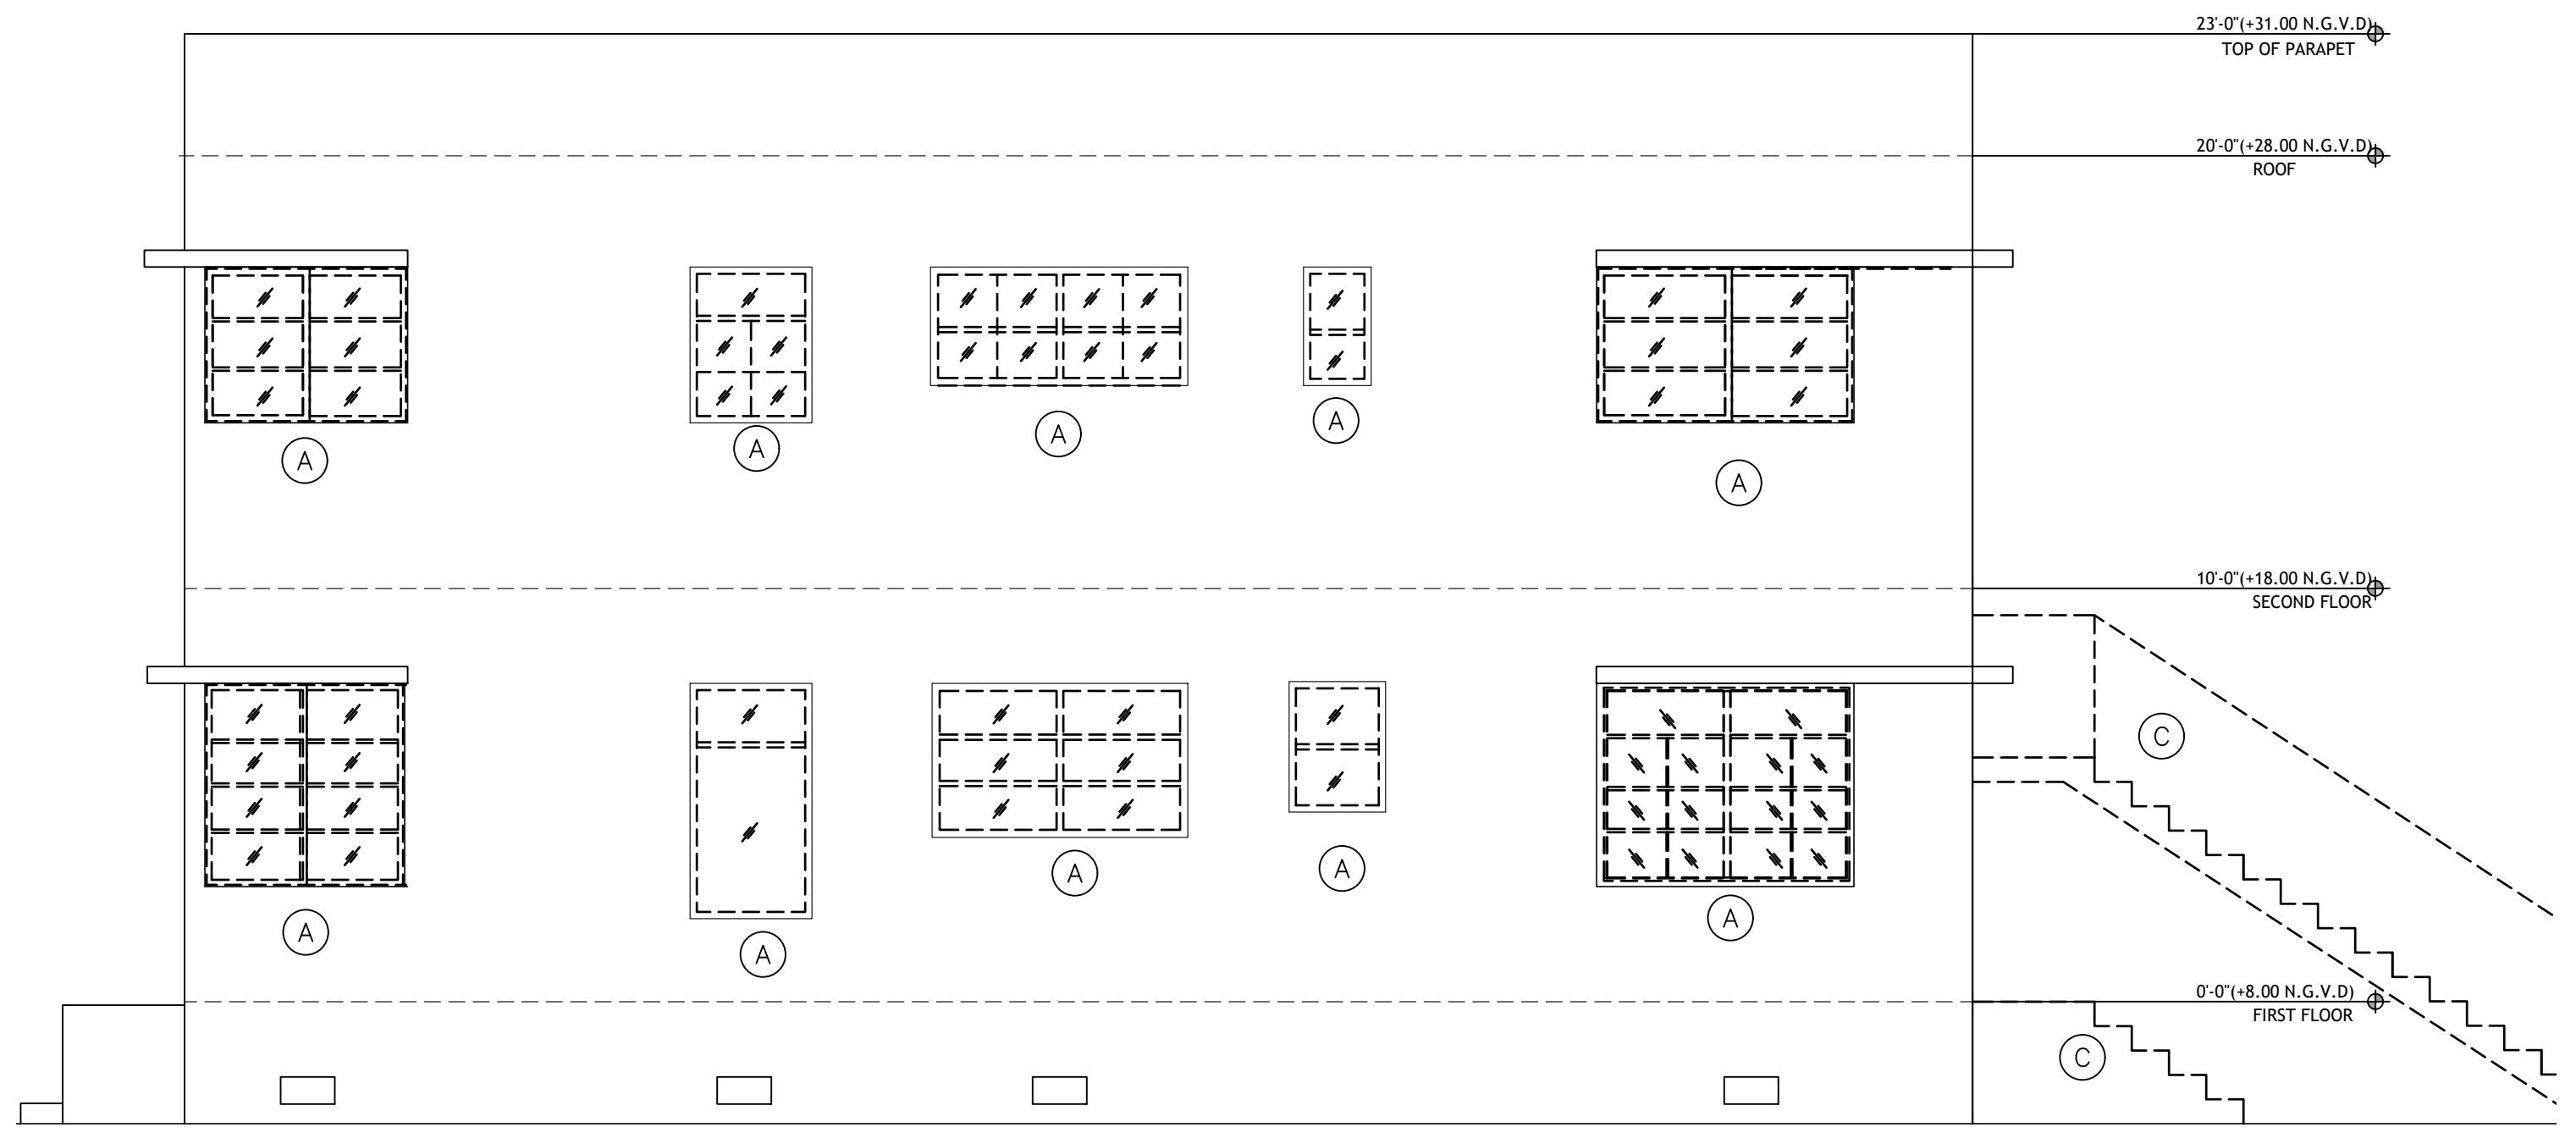 23'-0"(+31.00 N.G.V.D)
TOP OF PARAPET
20'-0"(+28.00 N.G.V.D)
ROOF
A
A
A
A
A
10'-0"(+18.00 N.G.V.D)
SECOND FLOOR
C
A
A
A
A
A
0'-0"(+8.00 N.G.V.D)
FIRST FLOOR
C